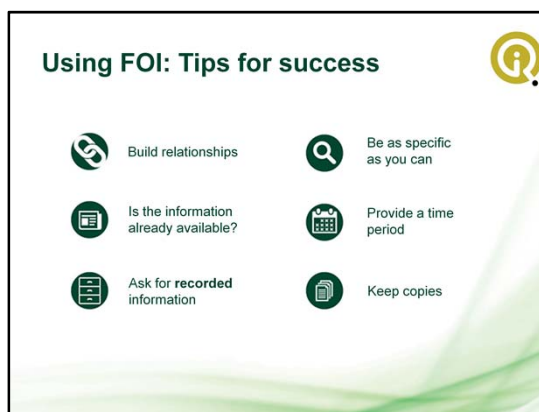 Using FOI: Tips for success
Build relationships
Is the information
already available?
Ask for recorded
information
Be as specific
as you can
Provide a time
period
Keep copies